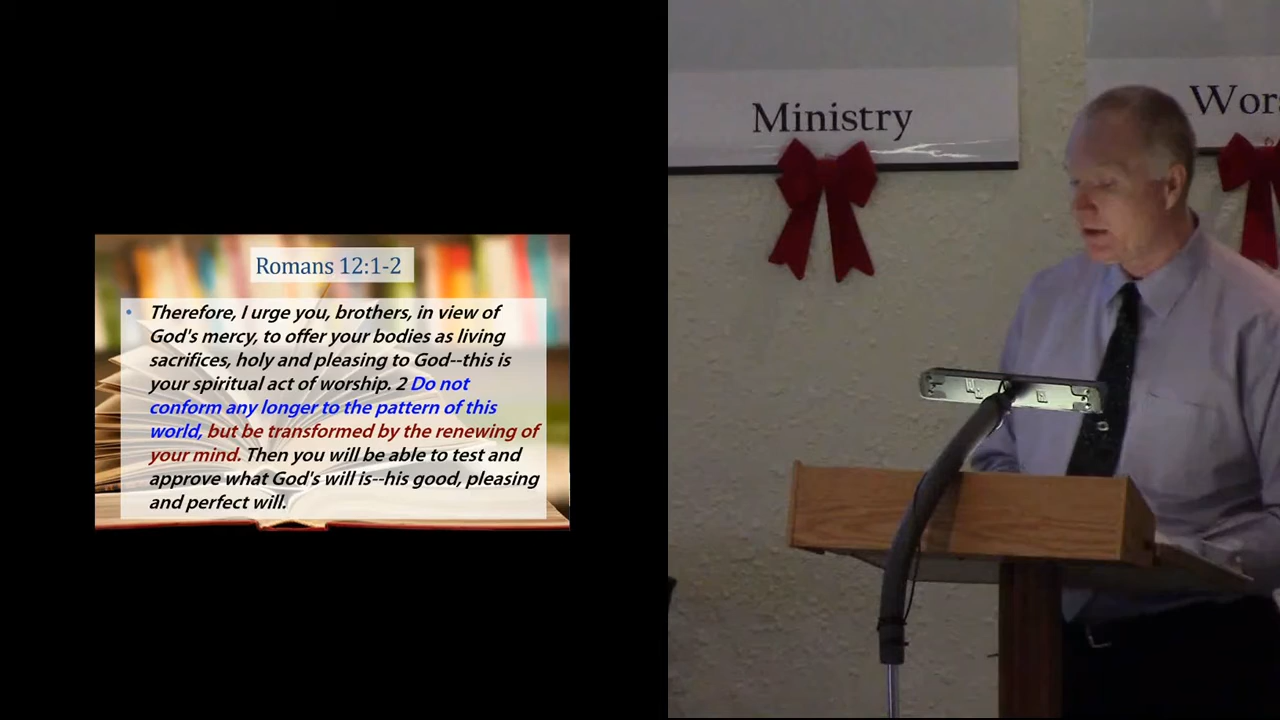 Romans 12:1-2
• Therefore, I urge you, brothers, in view of
God's mercy, to offer your bodies as living
sacrifices, holy and pleasing to God--this is
your spiritual act of worship. 2 Do not
conform any longer to the pattern of this
world, but be transformed by the renewing of
your mind. Then you will be able to test and
approve what God's will is--his good, pleasing
and perfect will.
Ministry
Wor